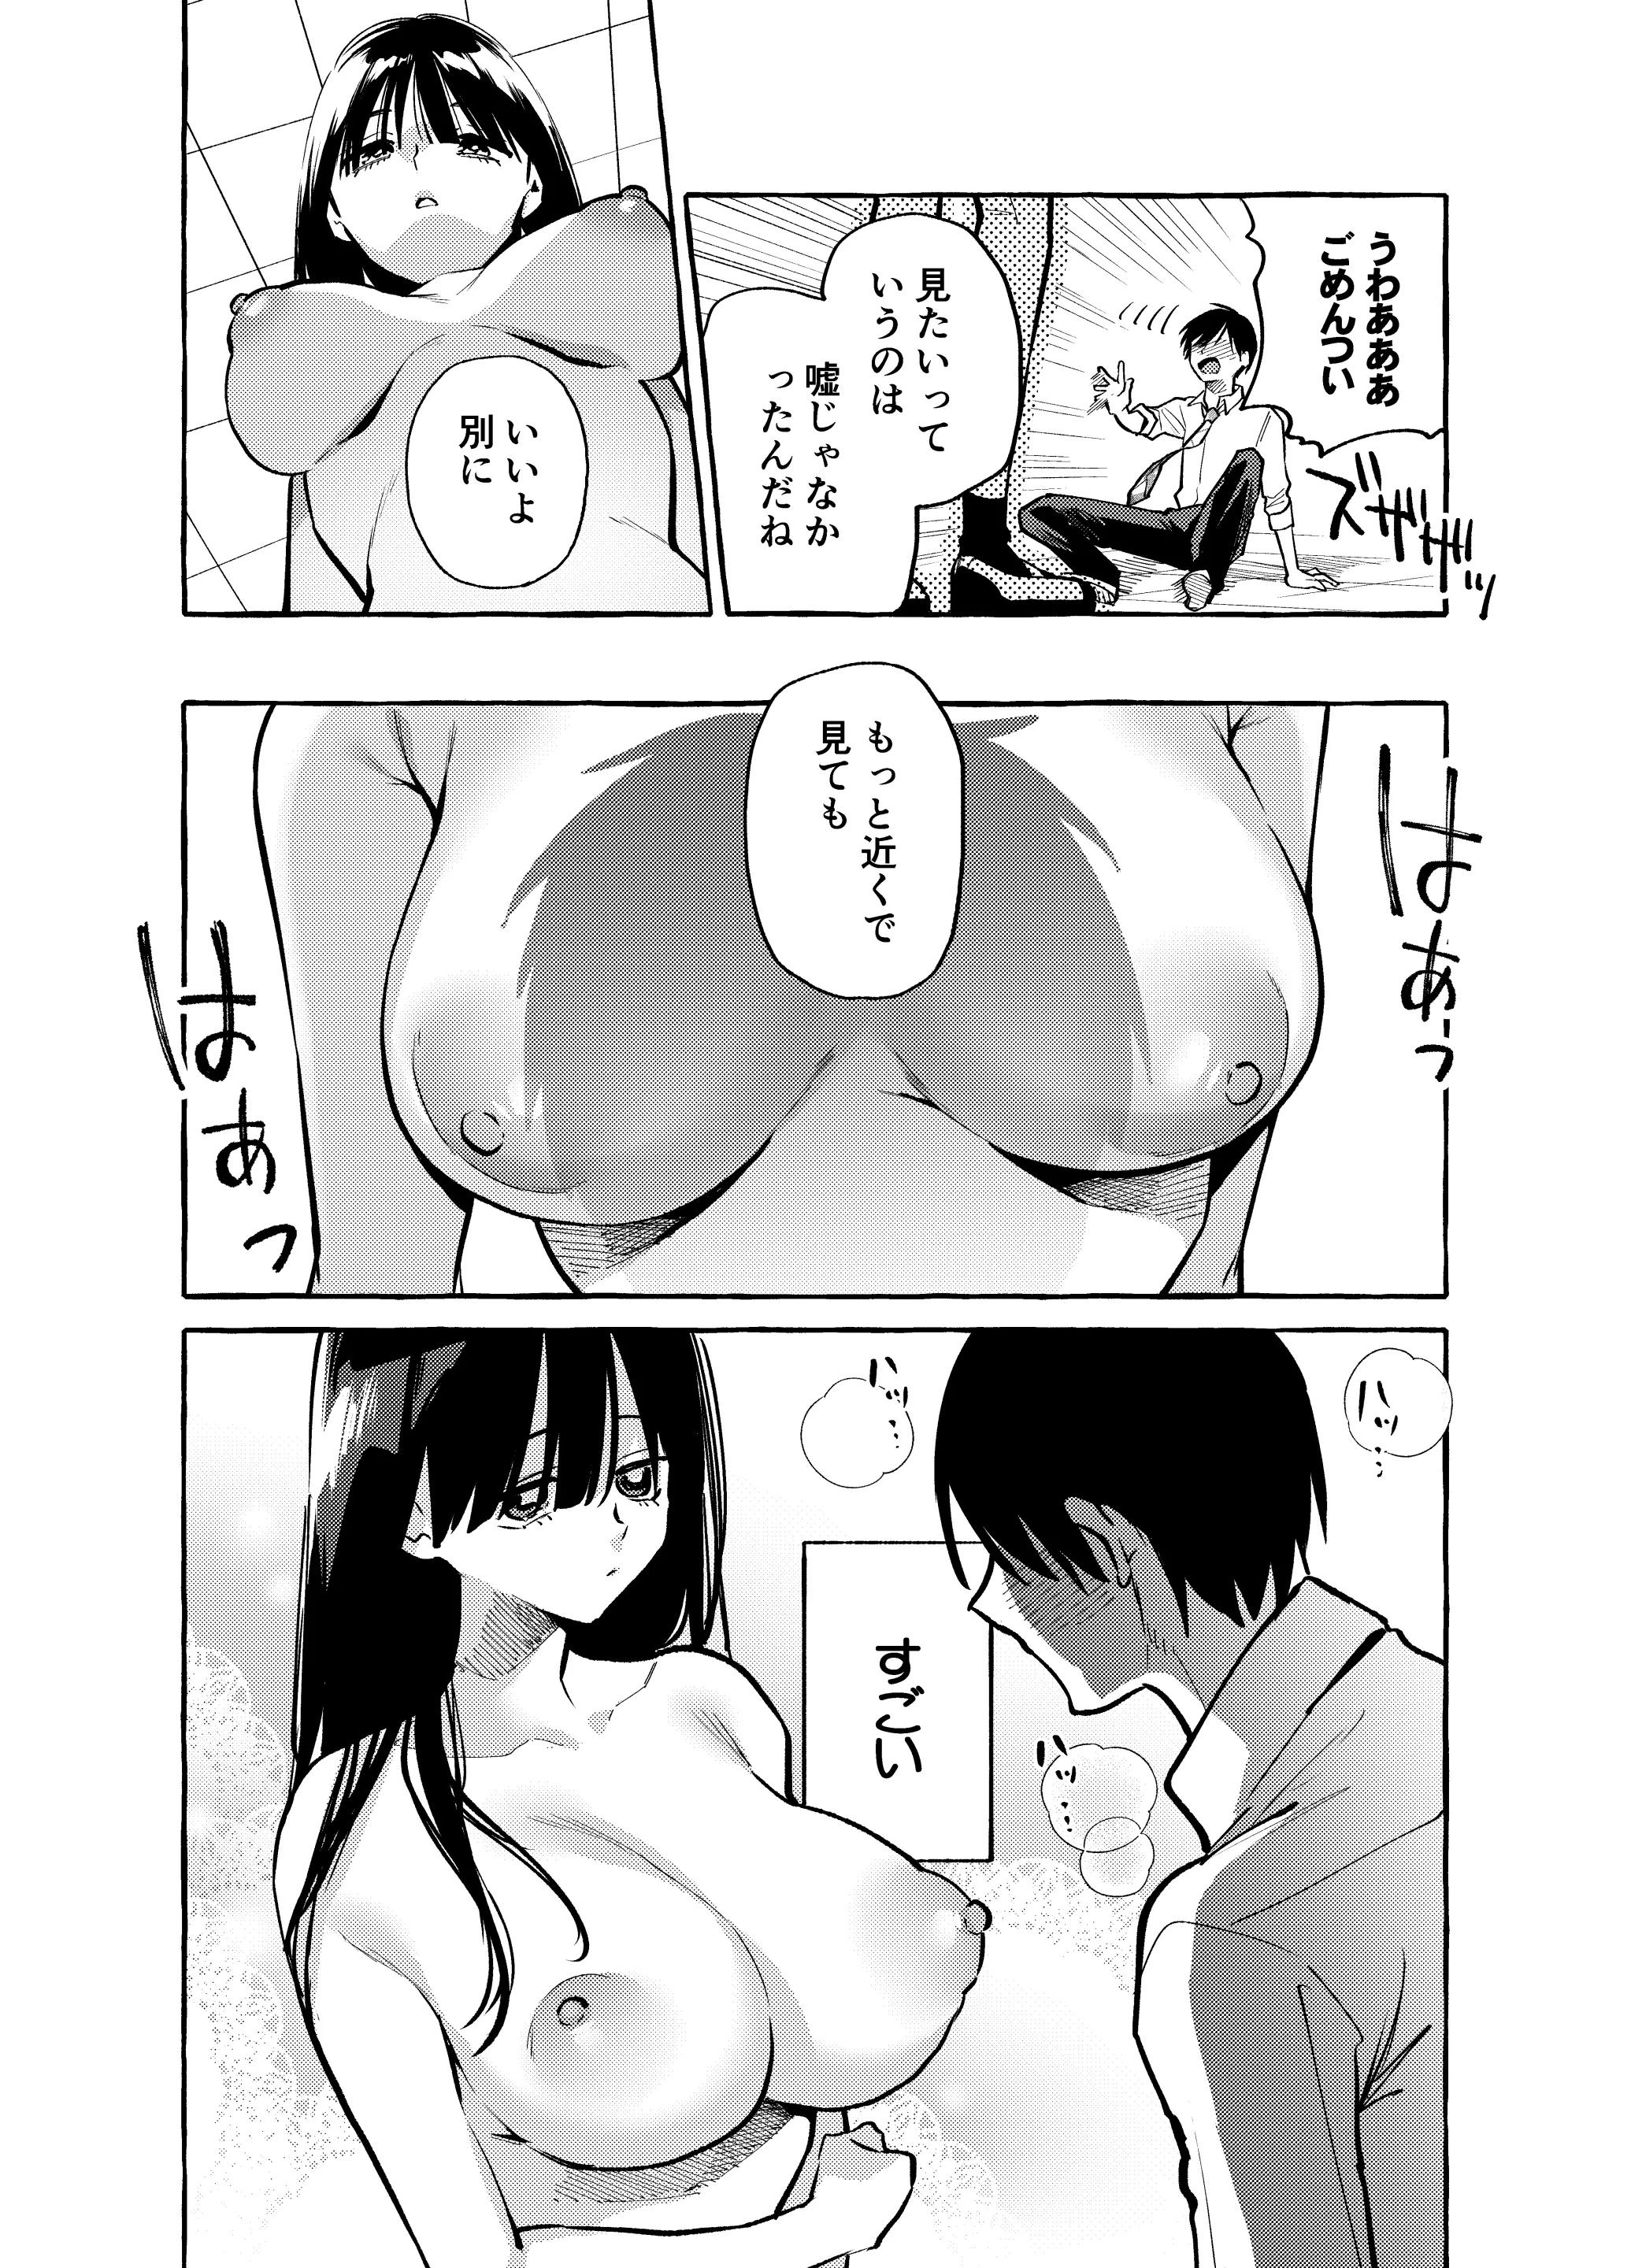 うわあああ
ごめんつい
ズザザザッ
見たいって
いうのは
嘘じゃなか
ったんだね
いいよ
別に
もっと近くで
見ても
はあっ
はあっ
ハッ…
ハッ…
すごい
ハッ…